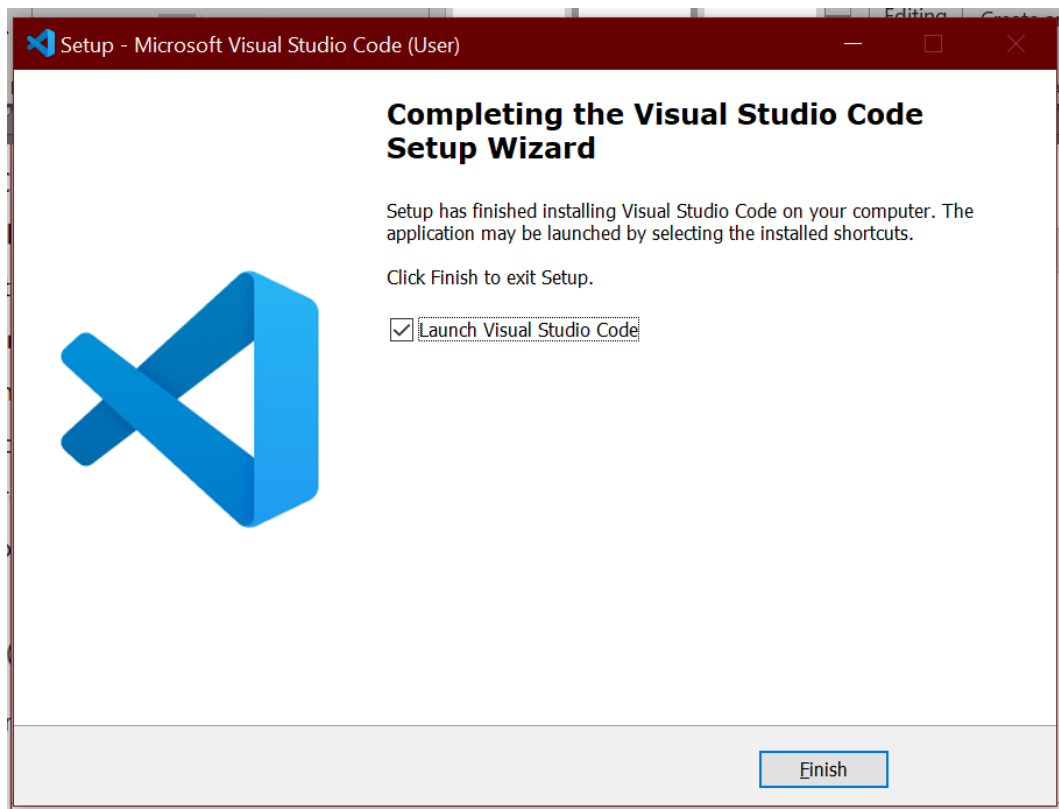 Editing
Setup - Microsoft Visual Studio Code (User)
Completing the Visual Studio Code
Setup Wizard
Setup has finished installing Visual Studio Code on your computer. The
application may be launched by selecting the installed shortcuts.
Click Finish to exit Setup.
Launch Visual Studio Code
Finish